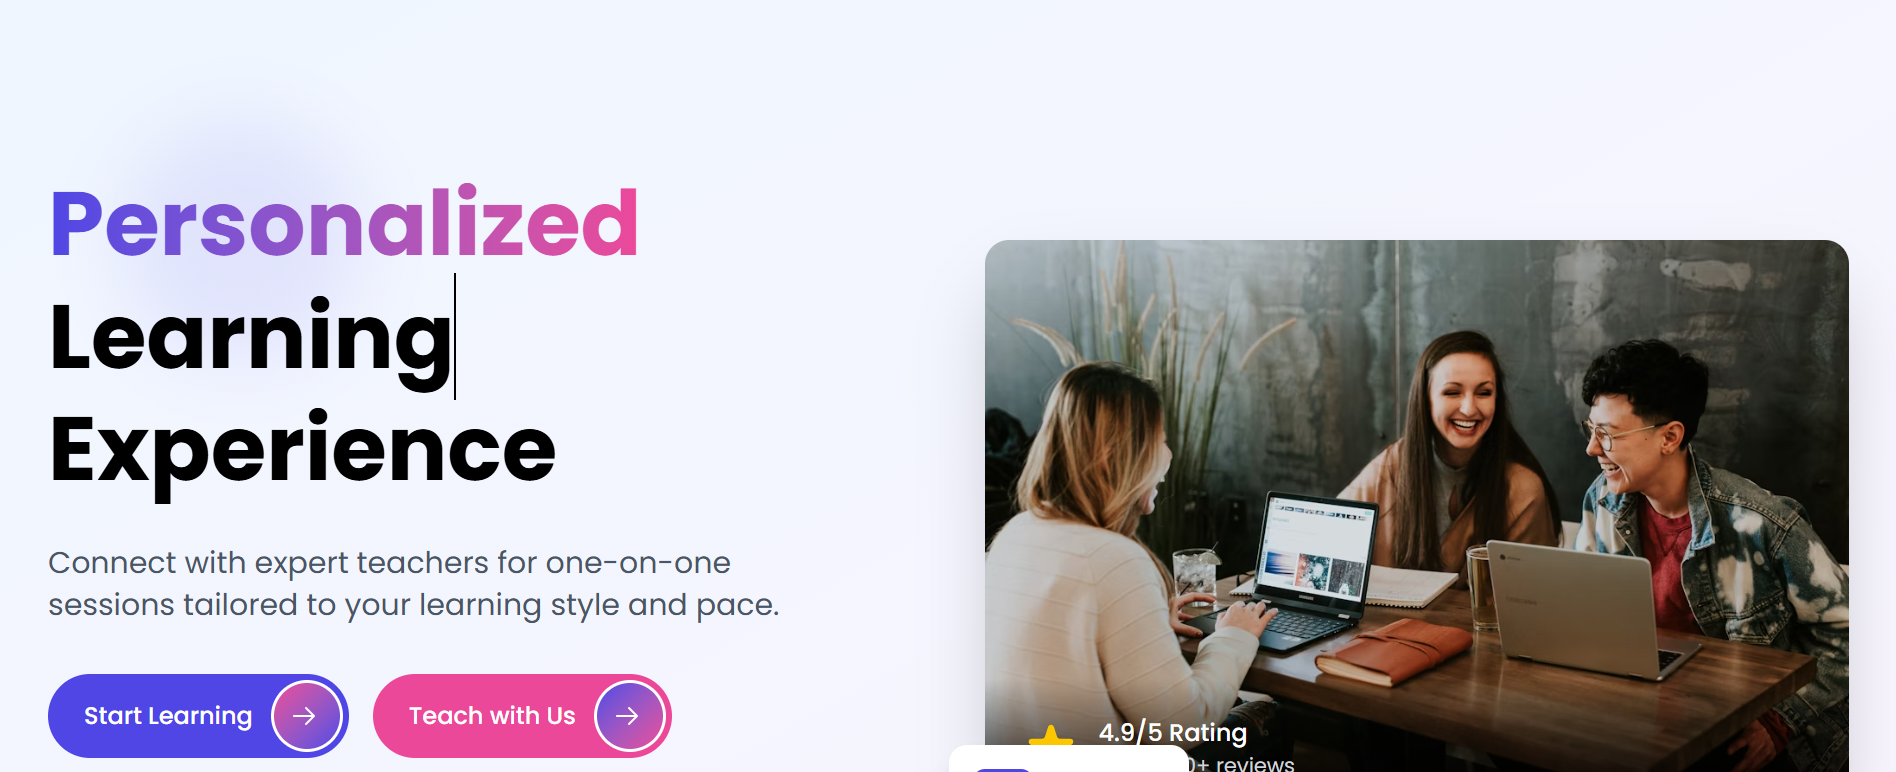 Personalized
Learning
Experience
Connect with expert teachers for one-on-one
sessions tailored to your learning style and pace.
Start Learning
Teach with Us
4.9/5 Rating
reviews